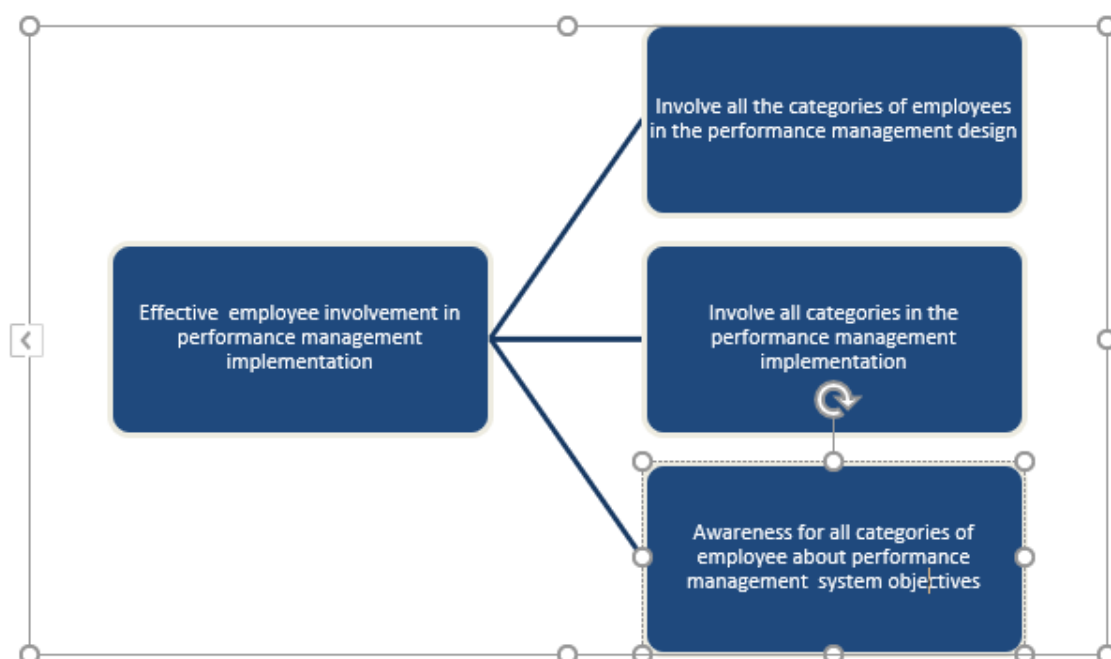 Involve all the categories of employees
in the performance management design
Effective  employee involvement in
performance management
implementation
Involve all categories in the
performance management
implementation
Awareness for all categories of
employee about performance
management  system objectives